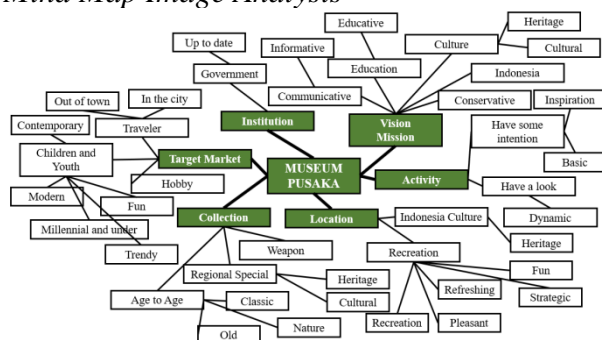 Mind Map Image Analysis
Educative
Heritage
Up to date
Informative
Culture
Cultural
Government
Education
Indonesia
Out of town
In the city
Communicative
Conservative
Inspiration
Contemporary
Traveler
Institution
Vision
Mission
Have some
intention
Children and
Youth
Target Market
MUSEUM
PUSAKA
Basic
Hobby
Activity
Have a look
Modern
Fun
Collection
Location
Indonesia Culture
Dynamic
Millennial and under
Weapon
Heritage
Trendy
Recreation
Regional Special
Heritage
Fun
Age to Age
Classic
Cultural
Refreshing
Strategic
Old
Nature
Recreation
Pleasant